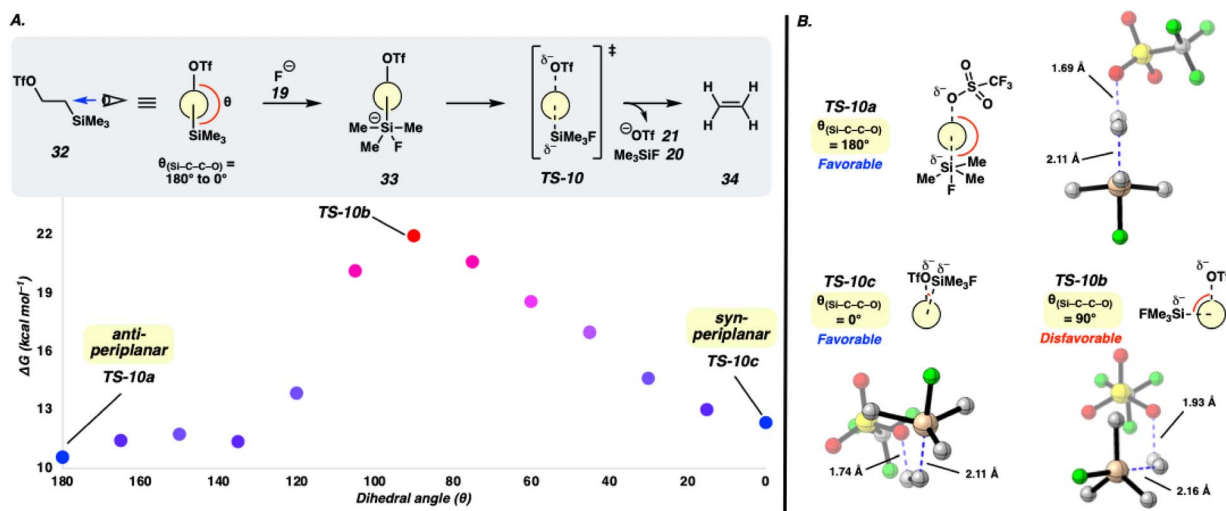 A.
TfO
SiMe₃
32
≡
OTf
θ
SiMe₃
θ(Si–C–C–O) =
180° to 0°
F⊖
19
OTf
Me Si⊖ Me
Me F
33
‡
δ⁻
OTf
SiMe₃F
δ⁻
TS-10
⊖OTf 21
Me₃SiF 20
H H
H H
34
ΔG (kcal mol⁻¹)
22
19
16
13
10
TS-10b
anti-
periplanar
TS-10a
syn-
periplanar
TS-10c
180 160 140 120 100 80 60 40 20 0
Dihedral angle (θ)
B.
TS-10a
θ(Si–C–C–O)
= 180°
Favorable
δ⁻ O S CF₃
O O
δ⁻
Me Si Me
Me
F
1.69 Å
2.11 Å
TS-10c
θ(Si–C–C–O)
= 0°
Favorable
δ⁻ δ⁻
TfO SiMe₃F
1.74 Å
2.11 Å
TS-10b
θ(Si–C–C–O)
= 90°
Disfavorable
δ⁻
OTf
δ⁻
FMe₃Si
1.93 Å
2.16 Å